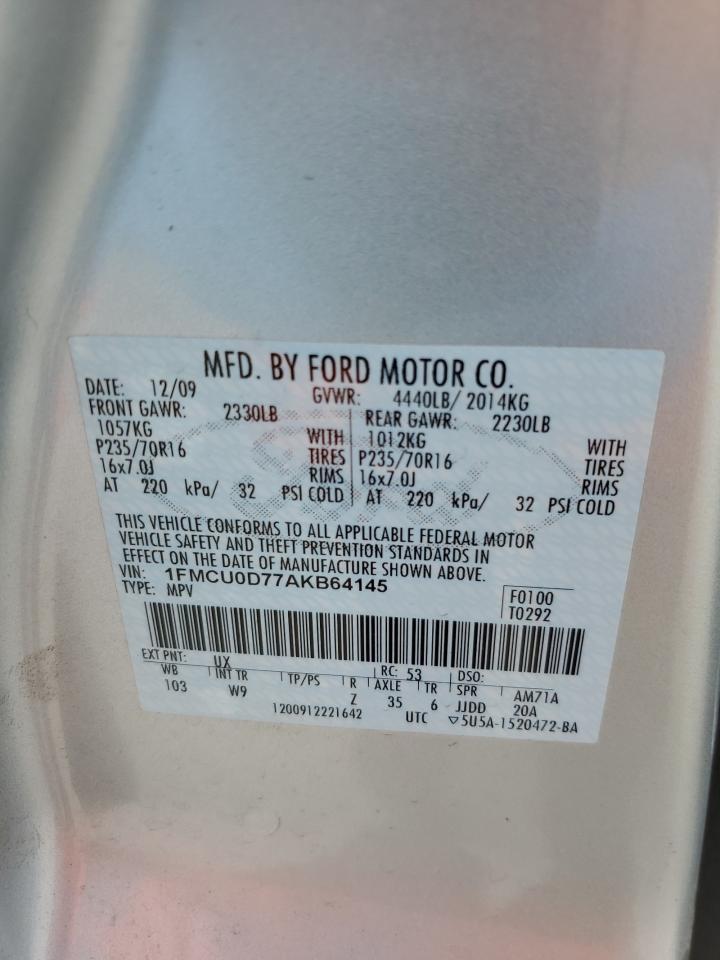 MFD. BY FORD MOTOR CO.
DATE: 12/09 GVWR: 4440LB/ 2014KG
FRONT GAWR: 2330LB REAR GAWR: 2230LB
1057KG WITH 1012KG WITH
P235/70R16 TIRES P235/70R16 TIRES
16x7.0J RIMS 16x7.0J RIMS
AT 220 kPa/ 32 PSI COLD AT 220 kPa/ 32 PSI COLD
THIS VEHICLE CONFORMS TO ALL APPLICABLE FEDERAL MOTOR
VEHICLE SAFETY AND THEFT PREVENTION STANDARDS IN
EFFECT ON THE DATE OF MANUFACTURE SHOWN ABOVE.
VIN: 1FMCU0D77AKB64145 F0100
TYPE: MPV T0292
EXT PNT: UX RC: 53 DSO:
WB INT TR TP/PS R AXLE TR SPR AM71A
103 W9 Z 35 6 JJDD 20A
1200912221642 UTC ▽5U5A-1520472-BA